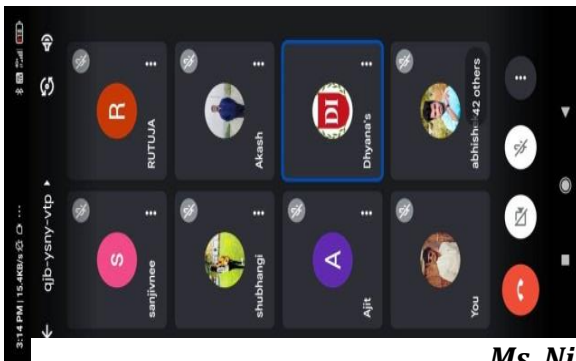 3:14 PM | 15.4KB/s
qjb-ysny-vtp
S
sanjivnee
R
RUTUJA
shubhangi
Akash
A
Ajit
DI
Dhyana's
You
abhishek
42 others
Ms. Ni